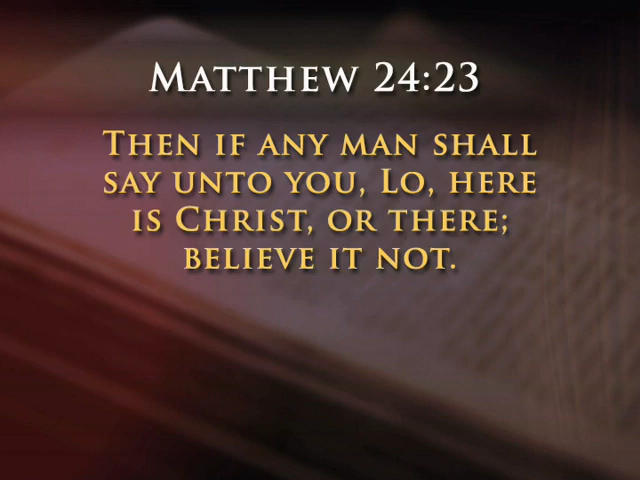 Matthew 24:23
Then if any man shall
say unto you, Lo, here
is Christ, or there;
believe it not.